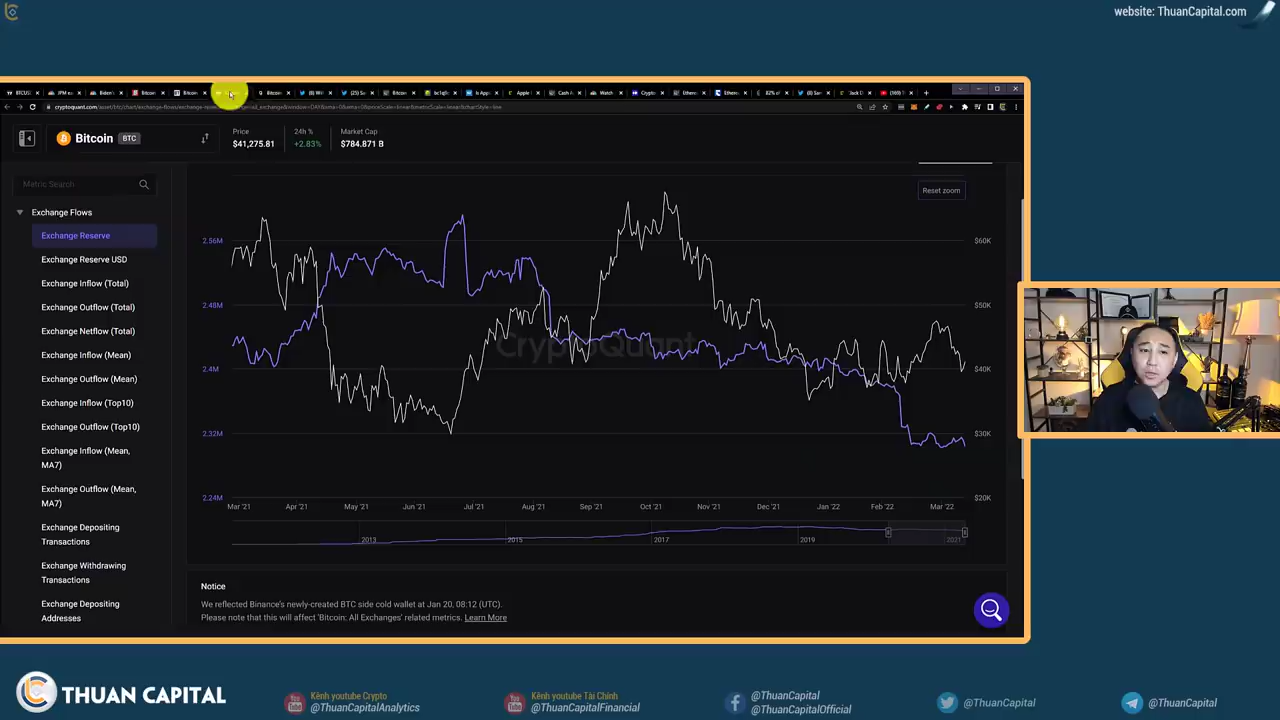 website: ThuanCapital.com
Bitcoin BTC
Price
$41,275.81
24h %
+2.83%
Market Cap
$784.871 B
Metric Search
Exchange Flows
Exchange Reserve
Exchange Reserve USD
Exchange Inflow (Total)
Exchange Outflow (Total)
Exchange Netflow (Total)
Exchange Inflow (Mean)
Exchange Outflow (Mean)
Exchange Inflow (Top10)
Exchange Outflow (Top10)
Exchange Inflow (Mean,
MA7)
Exchange Outflow (Mean,
MA7)
Exchange Depositing
Transactions
Exchange Withdrawing
Transactions
Exchange Depositing
Addresses
Reset zoom
2.56M
2.48M
2.4M
2.32M
2.24M
CryptoQuant
$60K
$50K
$40K
$30K
$20K
Mar '21 Apr '21 May '21 Jun '21 Jul '21 Aug '21 Sep '21 Oct '21 Nov '21 Dec '21 Jan '22 Feb '22 Mar '22
2013 2015 2017 2019 2021
Notice
We reflected Binance's newly-created BTC side cold wallet at Jan 20, 08:12 (UTC).
Please note that this will affect 'Bitcoin: All Exchanges' related metrics. Learn More
THUAN CAPITAL
Kênh youtube Crypto
@ThuanCapitalAnalytics
Kênh youtube Tài Chính
@ThuanCapitalFinancial
@ThuanCapital
@ThuanCapitalOfficial
@ThuanCapital
@ThuanCapital